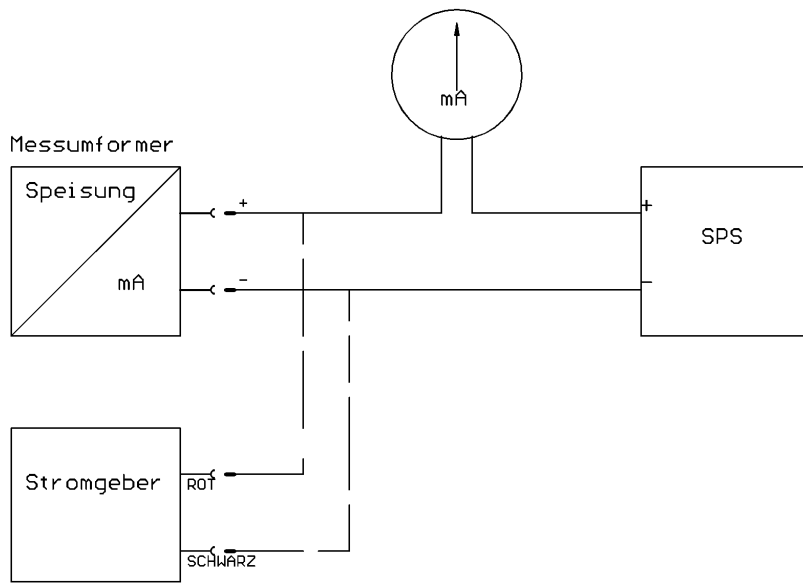 mA
Messumformer
Speisung
+
+
SPS
mA
-
-
Stromgeber
ROT
SCHWARZ